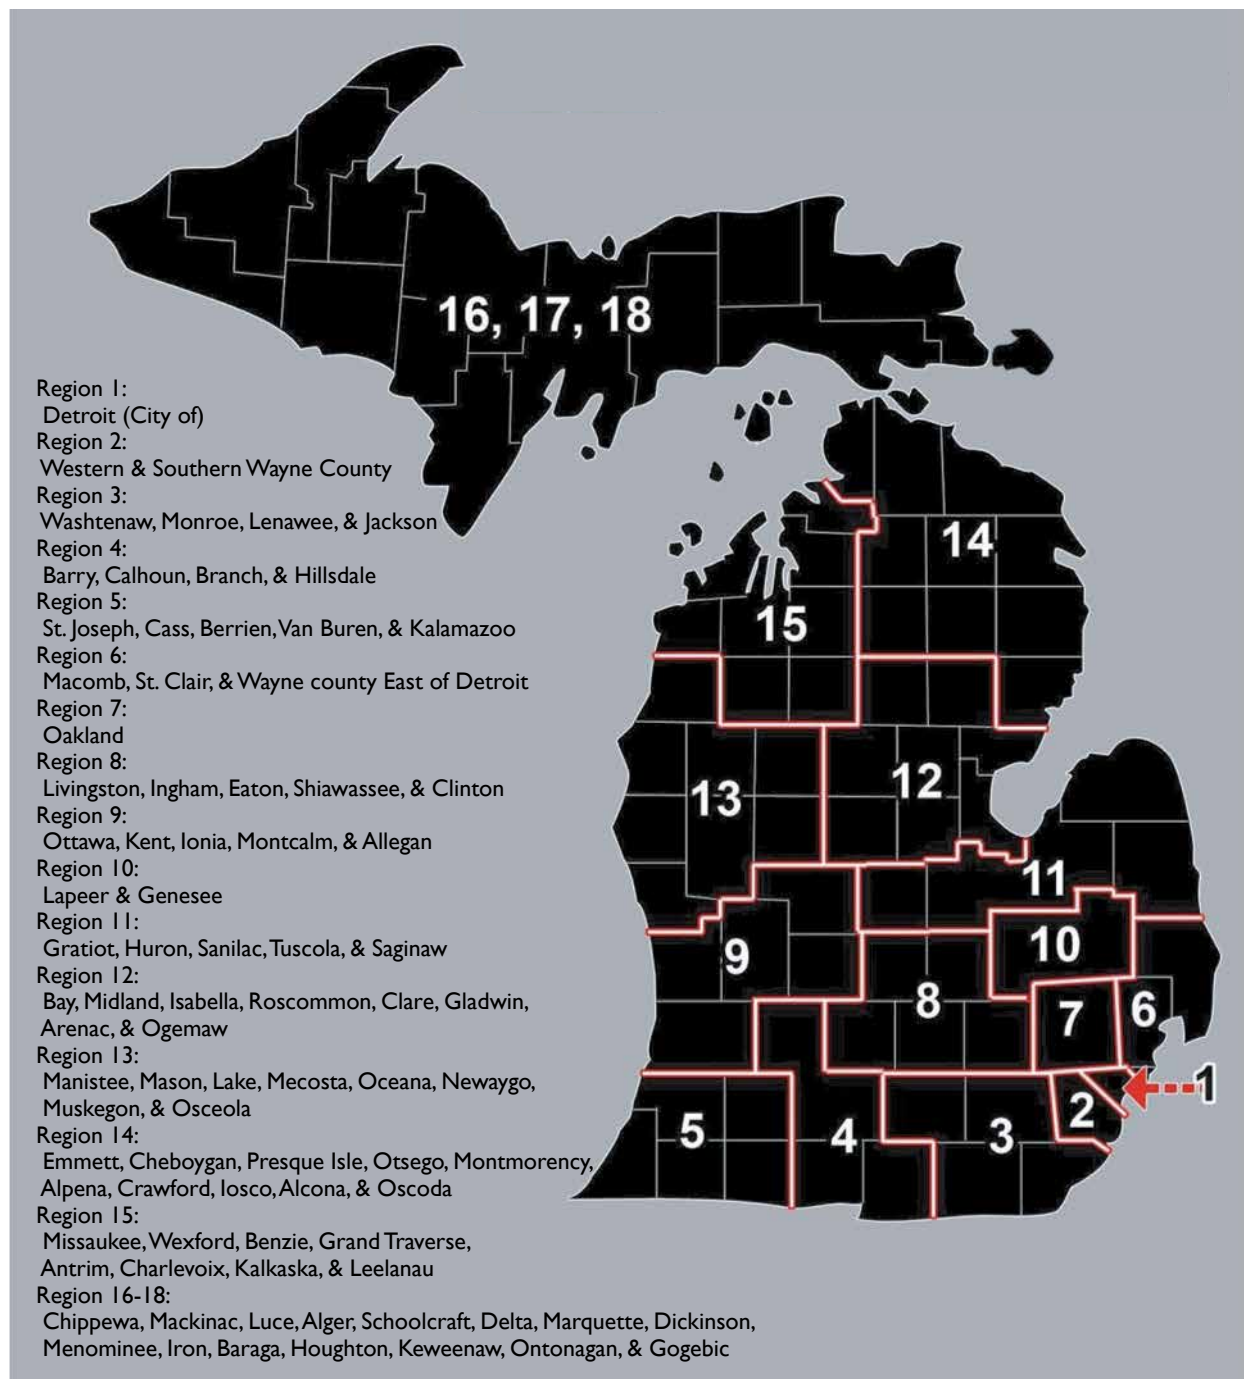 16, 17, 18
Region 1:
Detroit (City of)
Region 2:
Western & Southern Wayne County
Region 3:
Washtenaw, Monroe, Lenawee, & Jackson
Region 4:
Barry, Calhoun, Branch, & Hillsdale
Region 5:
St. Joseph, Cass, Berrien, Van Buren, & Kalamazoo
Region 6:
Macomb, St. Clair, & Wayne county East of Detroit
Region 7:
Oakland
Region 8:
Livingston, Ingham, Eaton, Shiawassee, & Clinton
Region 9:
Ottawa, Kent, Ionia, Montcalm, & Allegan
Region 10:
Lapeer & Genesee
Region 11:
Gratiot, Huron, Sanilac, Tuscola, & Saginaw
Region 12:
Bay, Midland, Isabella, Roscommon, Clare, Gladwin,
Arenac, & Ogemaw
Region 13:
Manistee, Mason, Lake, Mecosta, Oceana, Newaygo,
Muskegon, & Osceola
Region 14:
Emmett, Cheboygan, Presque Isle, Otsego, Montmorency,
Alpena, Crawford, Iosco, Alcona, & Oscoda
Region 15:
Missaukee, Wexford, Benzie, Grand Traverse,
Antrim, Charlevoix, Kalkaska, & Leelanau
Region 16-18:
Chippewa, Mackinac, Luce, Alger, Schoolcraft, Delta, Marquette, Dickinson,
Menominee, Iron, Baraga, Houghton, Keweenaw, Ontonagan, & Gogebic
14
15
12
13
11
10
9
8
7
6
1
2
5
4
3